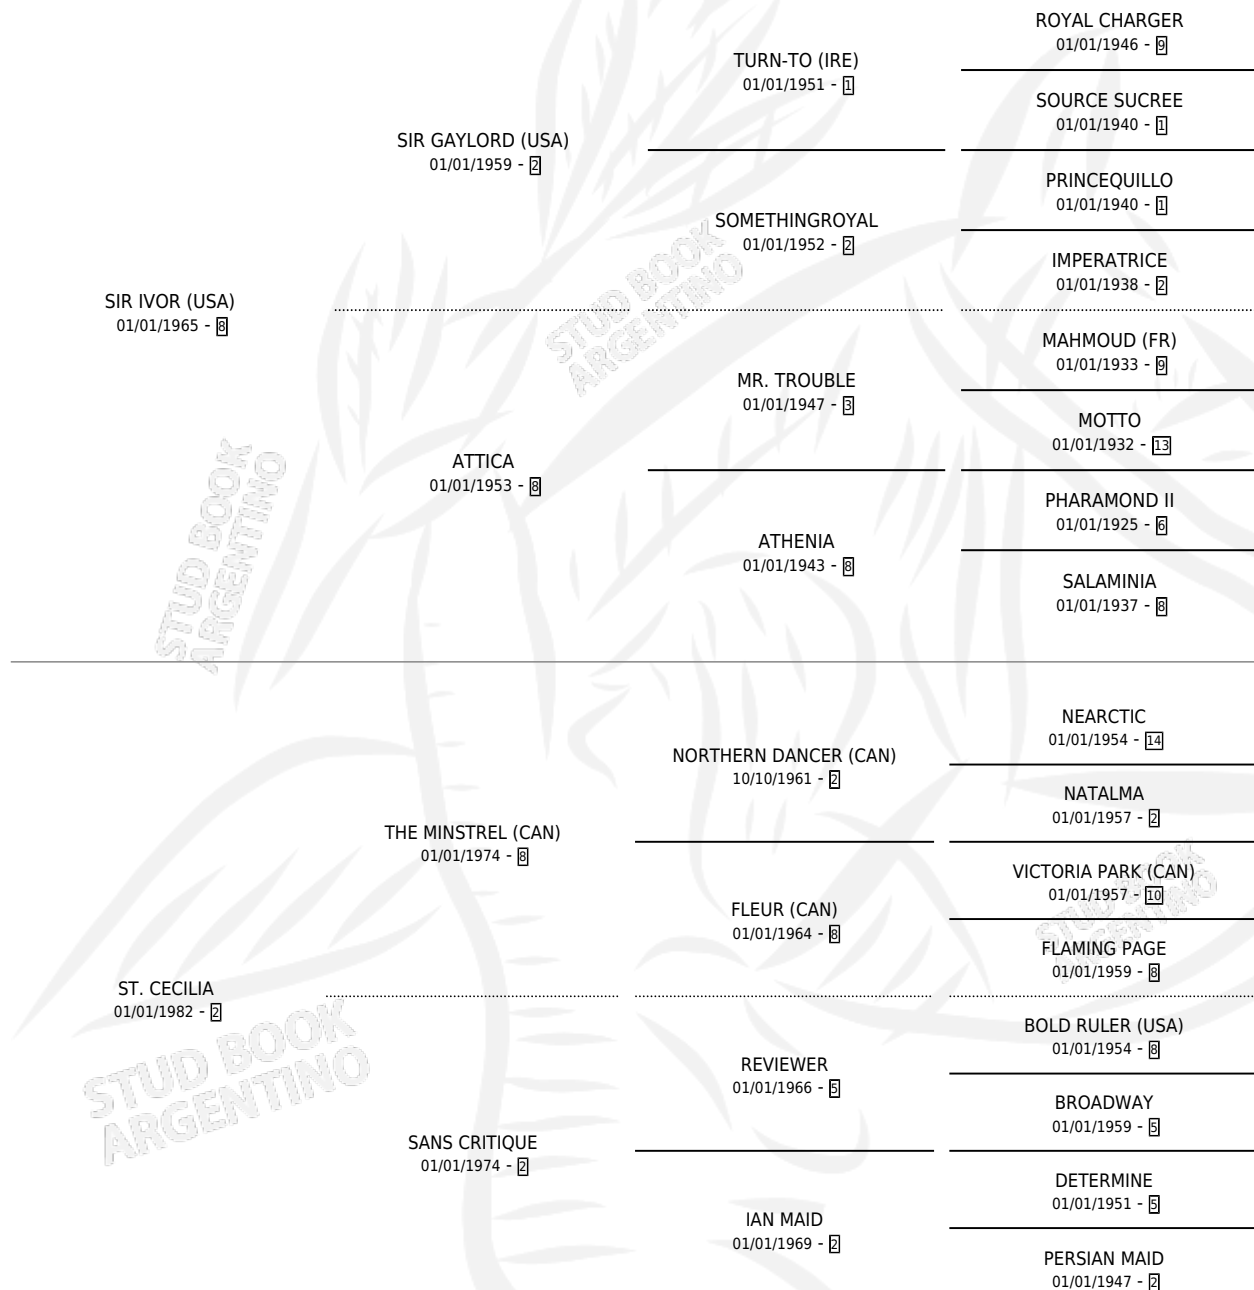 ROYAL CHARGER
01/01/1946 - 9
TURN-TO (IRE)
01/01/1951 - 1
SOURCE SUCREE
01/01/1940 - 1
SIR GAYLORD (USA)
01/01/1959 - 2
PRINCEQUILLO
01/01/1940 - 1
SOMETHINGROYAL
01/01/1952 - 2
IMPERATRICE
01/01/1938 - 2
SIR IVOR (USA)
01/01/1965 - 8
STUD BOOK
ARGENTINO
MAHMOUD (FR)
01/01/1933 - 9
MR. TROUBLE
01/01/1947 - 3
MOTTO
01/01/1932 - 13
ATTICA
01/01/1953 - 8
PHARAMOND II
01/01/1925 - 6
ATHENIA
01/01/1943 - 8
SALAMINIA
01/01/1937 - 8
STUD BOOK
ARGENTINO
NEARCTIC
01/01/1954 - 14
NORTHERN DANCER (CAN)
10/10/1961 - 2
NATALMA
01/01/1957 - 2
THE MINSTREL (CAN)
01/01/1974 - 8
VICTORIA PARK (CAN)
01/01/1957 - 10
FLEUR (CAN)
01/01/1964 - 8
STUD BOOK
ARGENTINO
FLAMING PAGE
01/01/1959 - 8
ST. CECILIA
01/01/1982 - 2
BOLD RULER (USA)
01/01/1954 - 8
STUD BOOK
ARGENTINO
REVIEWER
01/01/1966 - 5
BROADWAY
01/01/1959 - 5
SANS CRITIQUE
01/01/1974 - 2
DETERMINE
01/01/1951 - 5
IAN MAID
01/01/1969 - 2
PERSIAN MAID
01/01/1947 - 2